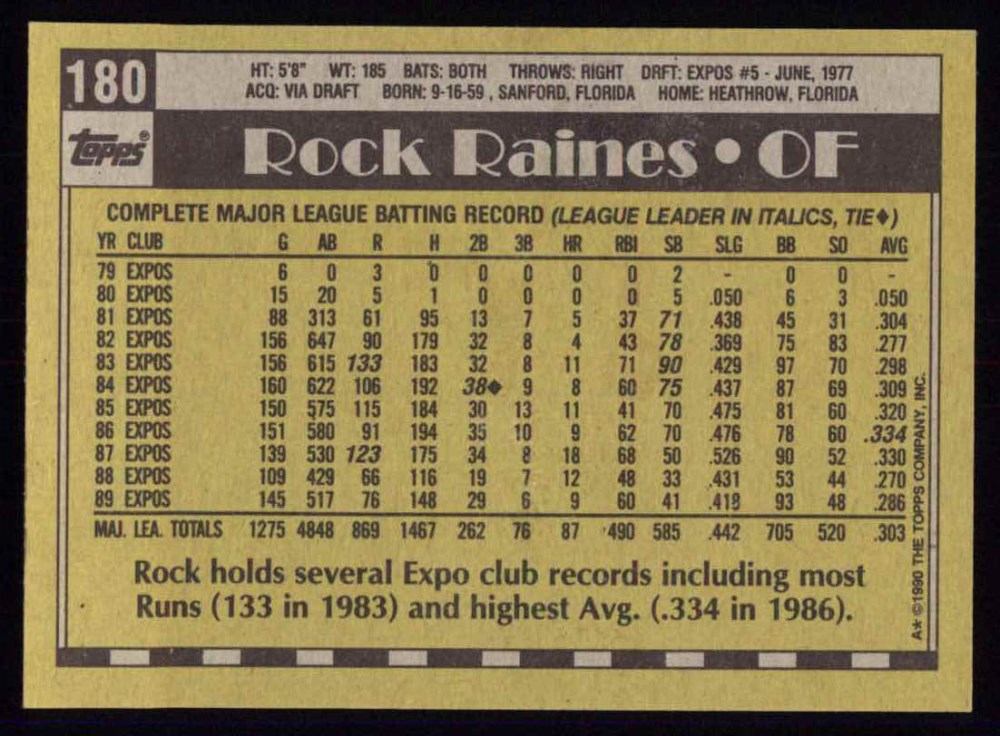 180
HT: 5'8" WT: 185 BATS: BOTH THROWS: RIGHT DRFT: EXPOS #5 - JUNE, 1977
ACQ: VIA DRAFT BORN: 9-16-59, SANFORD, FLORIDA HOME: HEATHROW, FLORIDA
topps®
Rock Raines • OF
COMPLETE MAJOR LEAGUE BATTING RECORD (LEAGUE LEADER IN ITALICS, TIE♦)
YR CLUB G AB R H 2B 3B HR RBI SB SLG BB SO AVG
79 EXPOS 6 0 3 0 0 0 0 0 2 - 0 0 -
80 EXPOS 15 20 5 1 0 0 0 0 5 .050 6 3 .050
81 EXPOS 88 313 61 95 13 7 5 37 71 .438 45 31 .304
82 EXPOS 156 647 90 179 32 8 4 43 78 .369 75 83 .277
83 EXPOS 156 615 133 183 32 8 11 71 90 .429 97 70 .298
84 EXPOS 160 622 106 192 38♦ 9 8 60 75 .437 87 69 .309
85 EXPOS 150 575 115 184 30 13 11 41 70 .475 81 60 .320
86 EXPOS 151 580 91 194 35 10 9 62 70 .476 78 60 .334
87 EXPOS 139 530 123 175 34 8 18 68 50 .526 90 52 .330
88 EXPOS 109 429 66 116 19 7 12 48 33 .431 53 44 .270
89 EXPOS 145 517 76 148 29 6 9 60 41 .418 93 48 .286
MAJ. LEA. TOTALS 1275 4848 869 1467 262 76 87 490 585 .442 705 520 .303
Rock holds several Expo club records including most
Runs (133 in 1983) and highest Avg. (.334 in 1986).
A* ©1990 THE TOPPS COMPANY, INC.